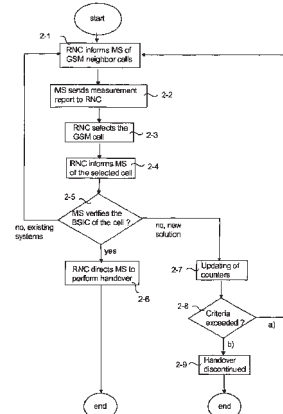 start
2-1
RNC informs MS of
GSM neighbor calls
MS sends measurement
report to RNC
2-2
RNC selects the
GSM call
2-3
RNC informs MS
of the selected cell
2-4
2-5
MS verifies the
BSIC of the cell ?
no, existing
systems
no, new
solution
yes
RNC directs MS to
perform handover
2-6
2-7
Updating of
counters
2-8
Criteria
exceeded ?
a)
b)
2-9
Handover
discontinued
end
end